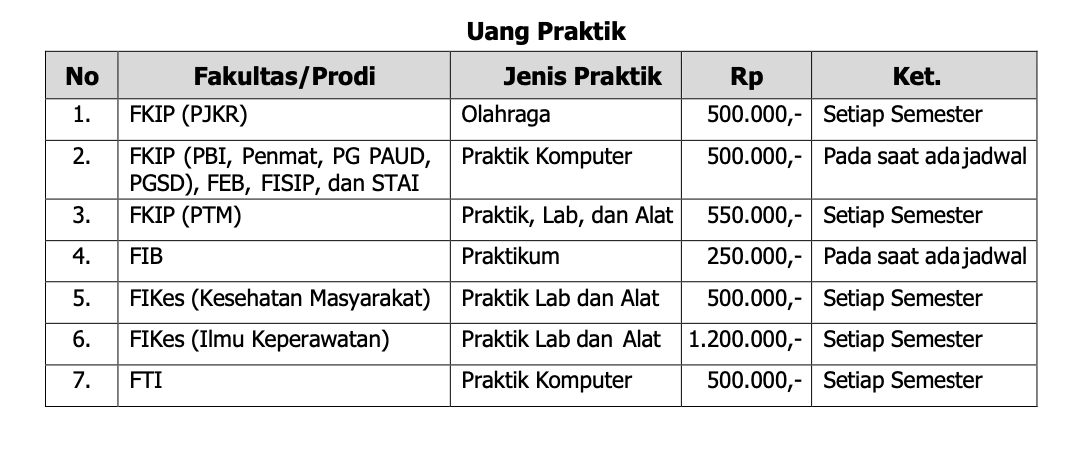 Uang Praktik
No Fakultas/Prodi Jenis Praktik Rp Ket.
1. FKIP (PJKR) Olahraga 500.000,- Setiap Semester
2. FKIP (PBI, Penmat, PG PAUD, Praktik Komputer 500.000,- Pada saat ada jadwal
PGSD), FEB, FISIP, dan STAI
3. FKIP (PTM) Praktik, Lab, dan Alat 550.000,- Setiap Semester
4. FIB Praktikum 250.000,- Pada saat ada jadwal
5. FIKes (Kesehatan Masyarakat) Praktik Lab dan Alat 500.000,- Setiap Semester
6. FIKes (Ilmu Keperawatan) Praktik Lab dan Alat 1.200.000,- Setiap Semester
7. FTI Praktik Komputer 500.000,- Setiap Semester